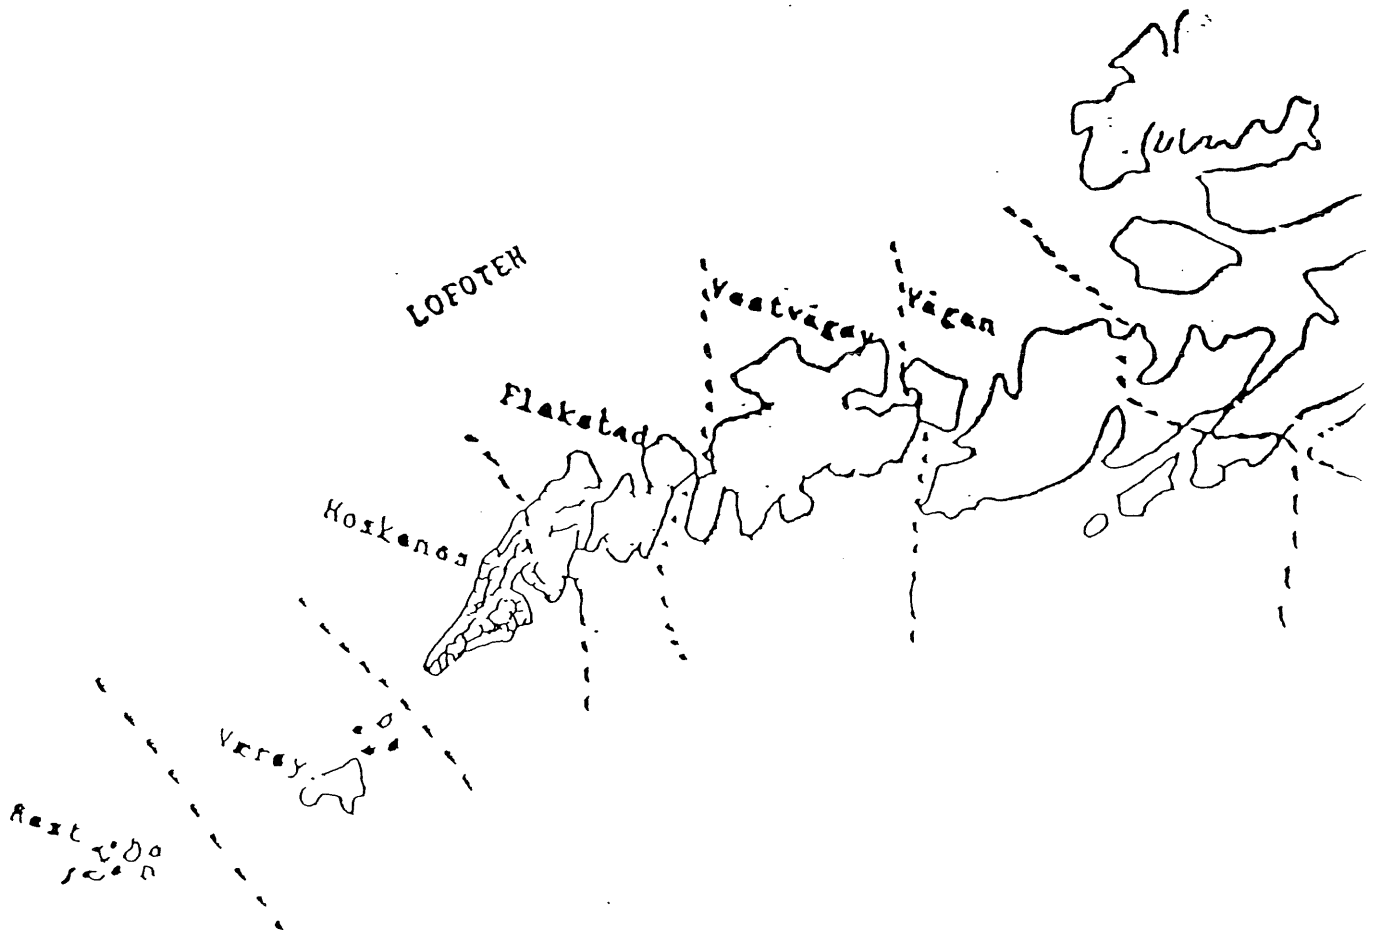 LOFOTEN
Vestvågøy
Vågan
Flakstad
Moskenes
Værøy
Røst